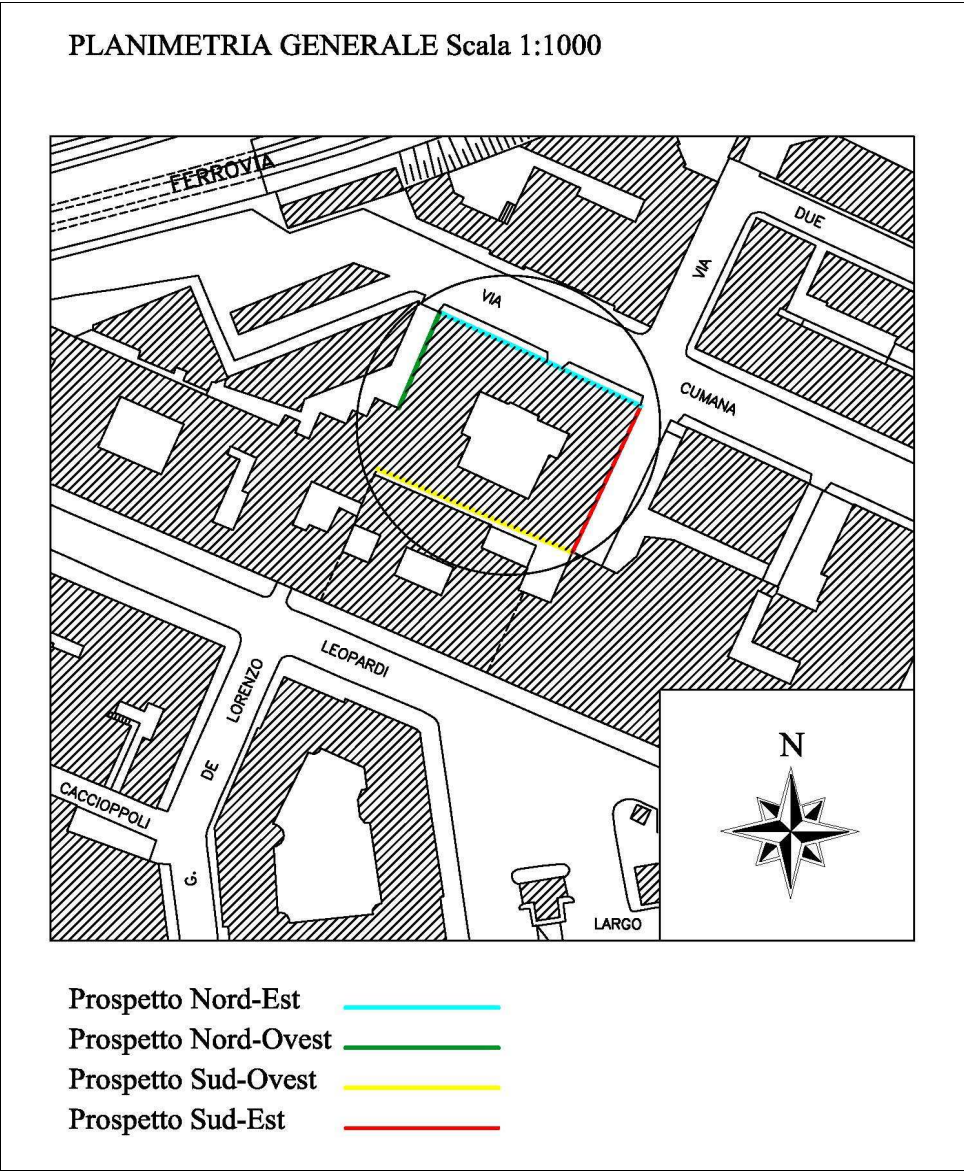 PLANIMETRIA GENERALE Scala 1:1000
FERROVIA
DUE
VIA
VIA
CUMANA
LEOPARDI
LORENZO
DE
G.
CACCIOPPOLI
LARGO
N
Prospetto Nord-Est
Prospetto Nord-Ovest
Prospetto Sud-Ovest
Prospetto Sud-Est